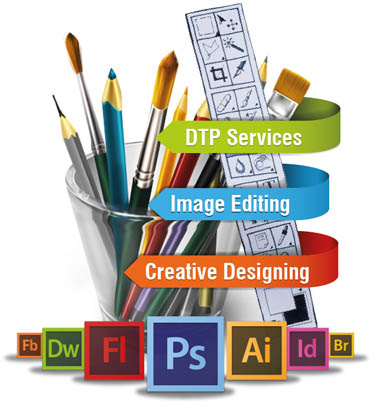 DTP Services
Image Editing
Creative Designing
Fb Dw Fl Ps Ai Id Br